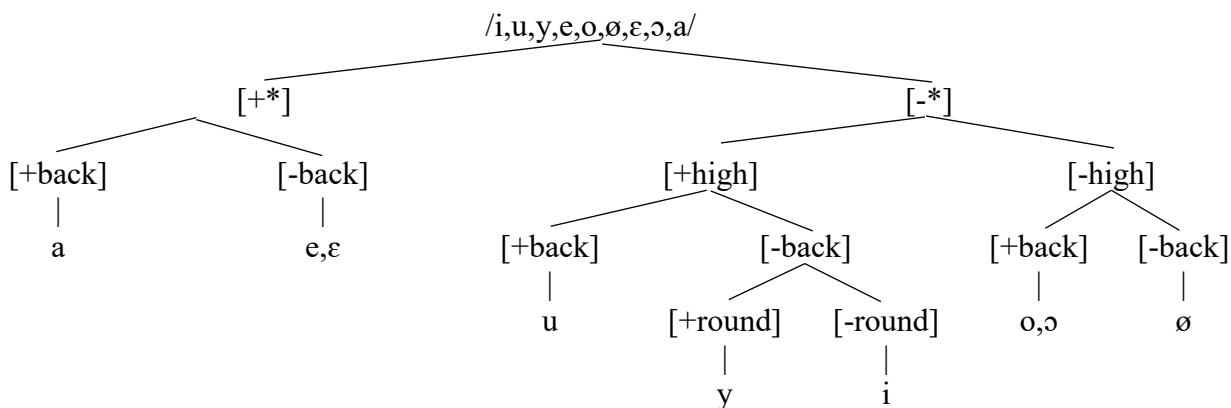 /i,u,y,e,o,ø,ɛ,ɔ,a/
[+*] [-*]
[+back] [-back] [+high] [-high]
a e,ɛ [+back] [-back] [+back] [-back]
u [+round] [-round] o,ɔ ø
y i